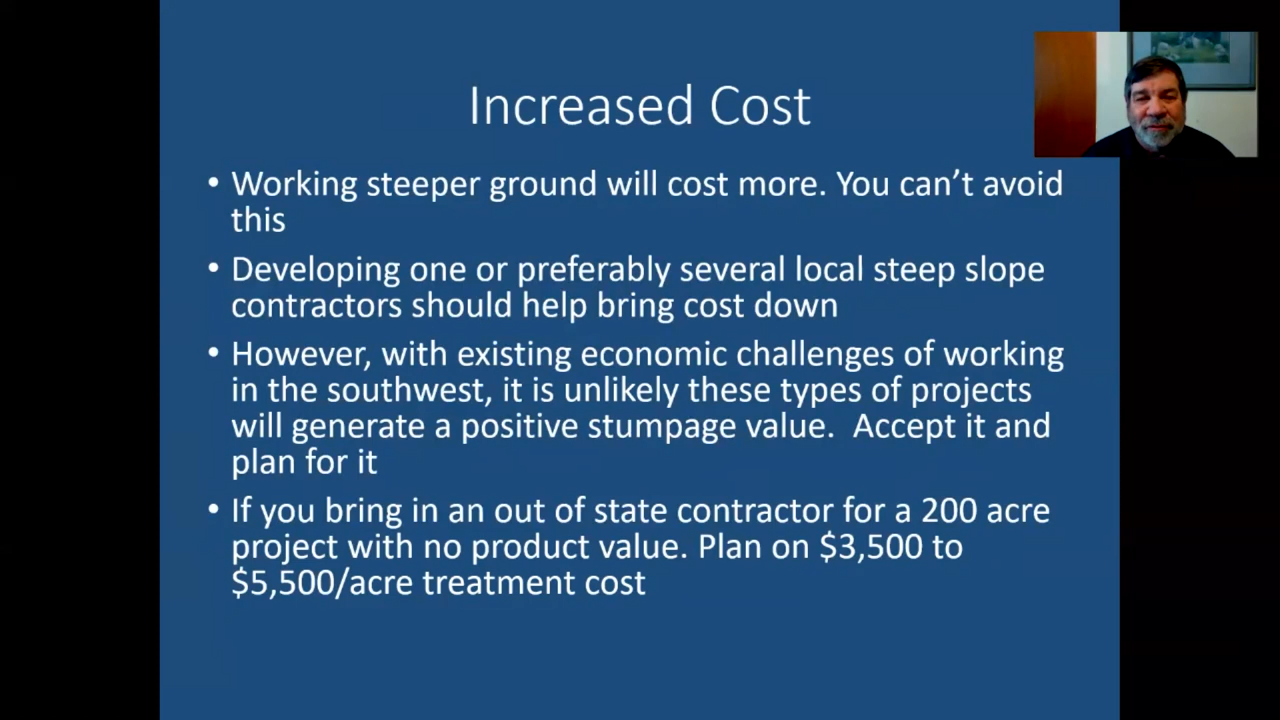 Increased Cost
• Working steeper ground will cost more. You can’t avoid
this
• Developing one or preferably several local steep slope
contractors should help bring cost down
• However, with existing economic challenges of working
in the southwest, it is unlikely these types of projects
will generate a positive stumpage value.  Accept it and
plan for it
• If you bring in an out of state contractor for a 200 acre
project with no product value. Plan on $3,500 to
$5,500/acre treatment cost